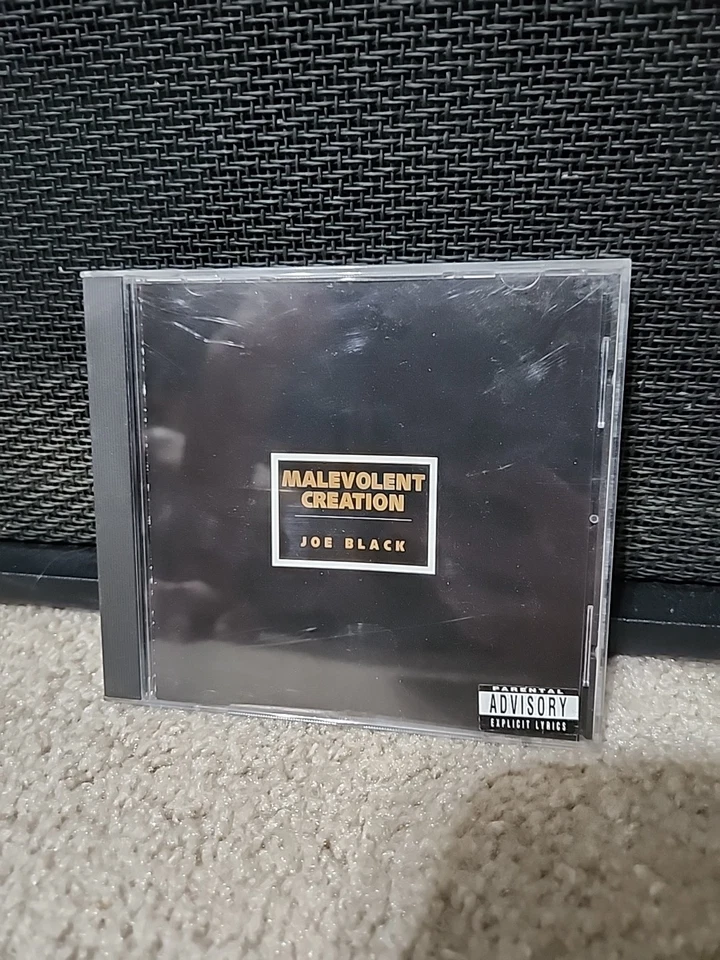 MALEVOLENT
CREATION
JOE BLACK
PARENTAL
ADVISORY
EXPLICIT LYRICS